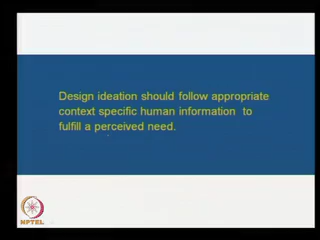 Design ideation should follow appropriate
context specific human information to
fulfill a perceived need.
NPTEL